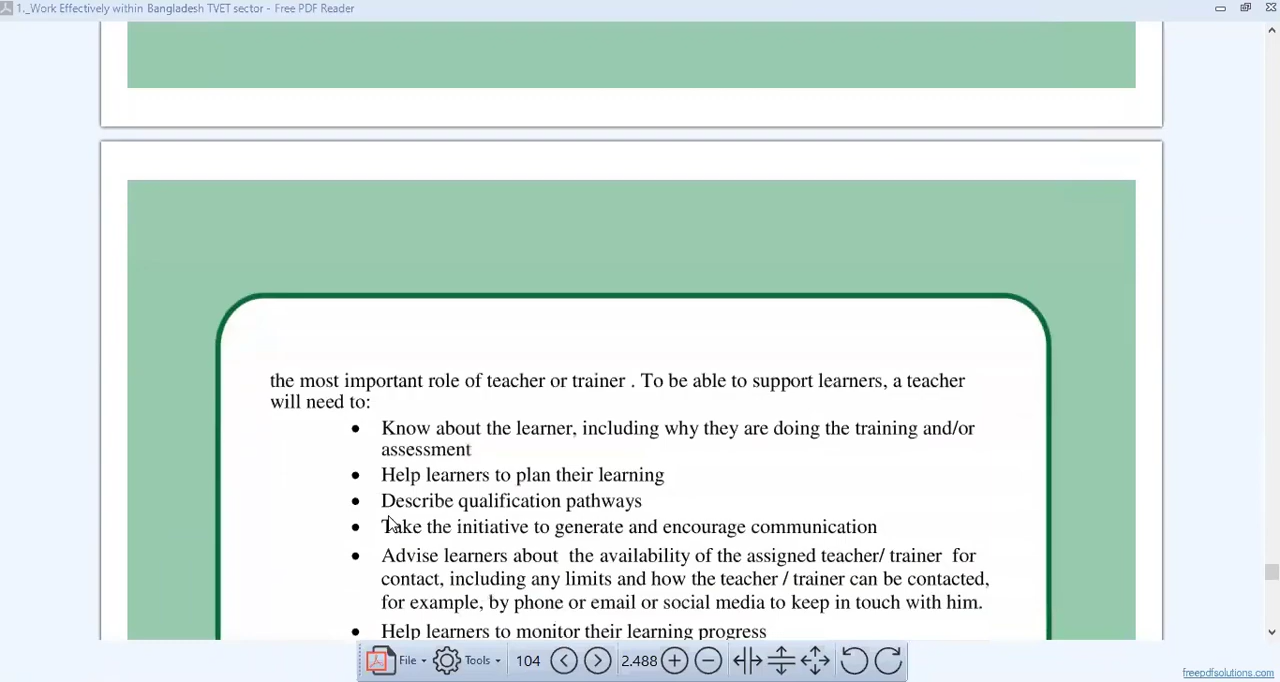 1._Work Effectively within Bangladesh TVET sector - Free PDF Reader
the most important role of teacher or trainer . To be able to support learners, a teacher
will need to:
• Know about the learner, including why they are doing the training and/or
assessment
• Help learners to plan their learning
• Describe qualification pathways
• Take the initiative to generate and encourage communication
• Advise learners about the availability of the assigned teacher/ trainer for
contact, including any limits and how the teacher / trainer can be contacted,
for example, by phone or email or social media to keep in touch with him.
• Help learners to monitor their learning progress
File Tools 104 2.488
freepdfsolutions.com